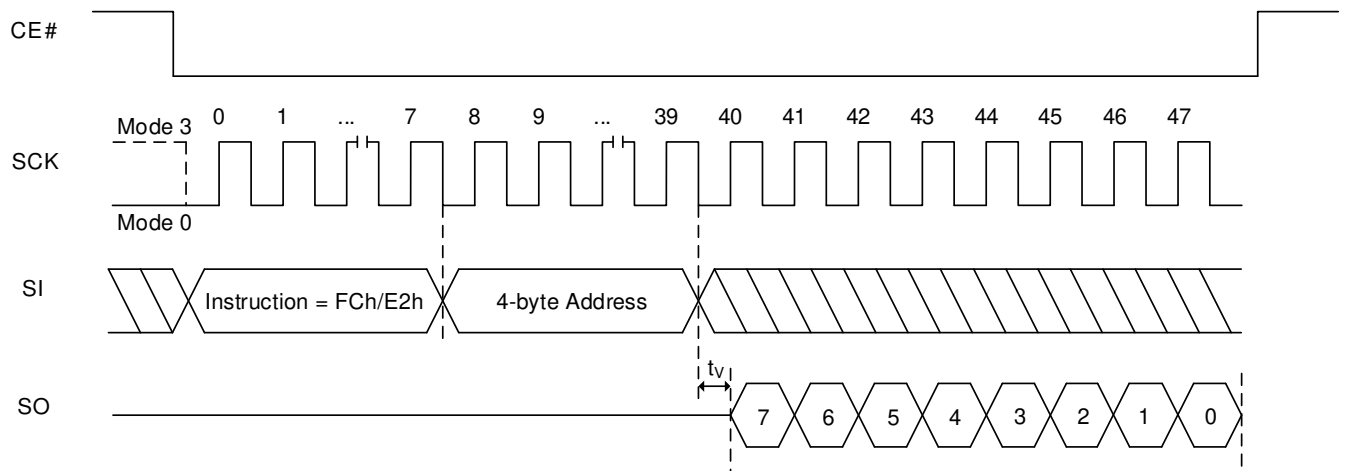 CE#
Mode 3 0 1 ... 7 8 9 ... 39 40 41 42 43 44 45 46 47
SCK
Mode 0
SI Instruction = FCh/E2h 4-byte Address
tV
SO 7 6 5 4 3 2 1 0